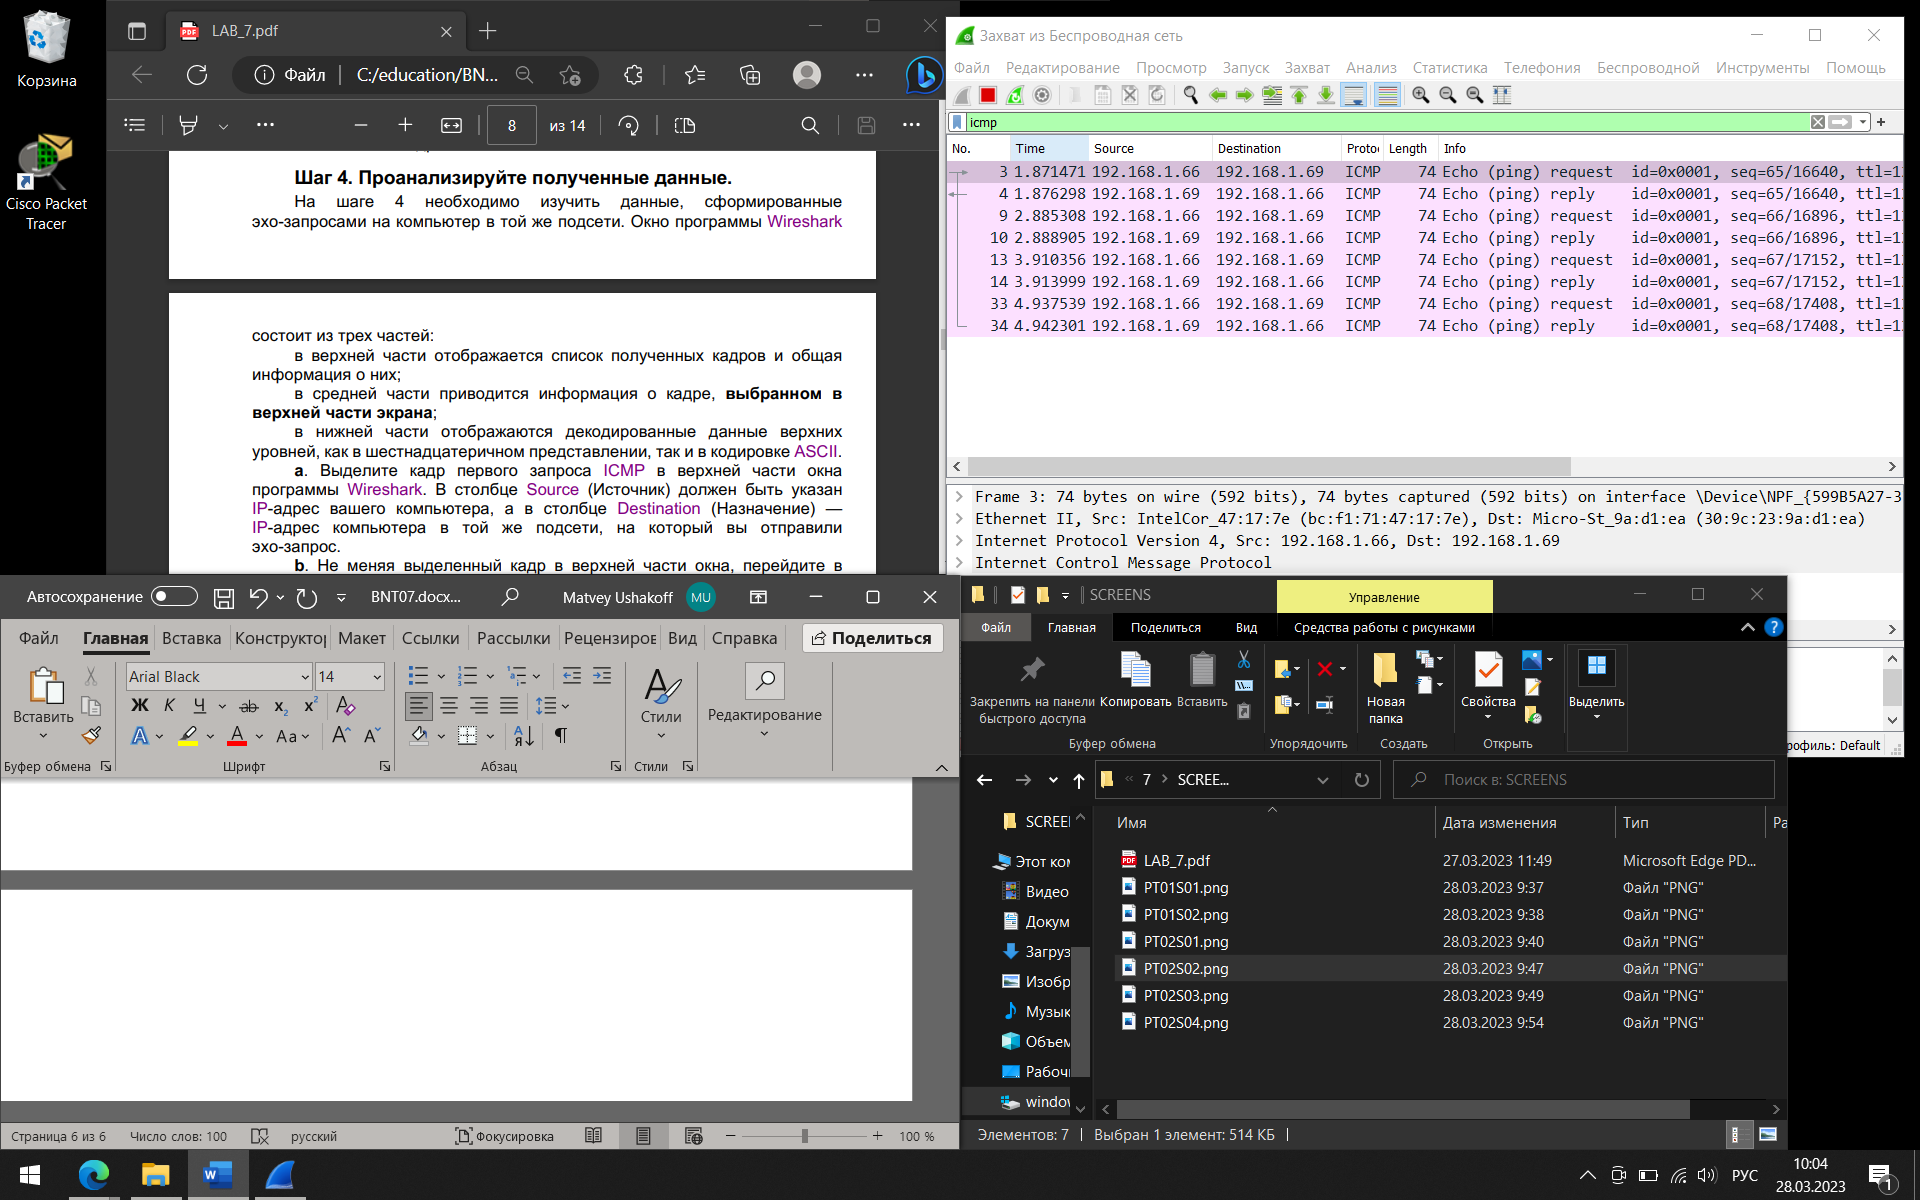 Корзина
Cisco Packet
Tracer
LAB_7.pdf
Файл
C:/education/BN...
8
из 14
Шаг 4. Проанализируйте полученные данные.
На шаге 4 необходимо изучить данные, сформированные
эхо-запросами на компьютер в той же подсети. Окно программы Wireshark
состоит из трех частей:
в верхней части отображается список полученных кадров и общая
информация о них;
в средней части приводится информация о кадре, выбранном в
верхней части экрана;
в нижней части отображаются декодированные данные верхних
уровней, как в шестнадцатеричном представлении, так и в кодировке ASCII.
a. Выделите кадр первого запроса ICMP в верхней части окна
программы Wireshark. В столбце Source (Источник) должен быть указан
IP-адрес вашего компьютера, а в столбце Destination (Назначение) —
IP-адрес компьютера в той же подсети, на который вы отправили
эхо-запрос.
b. Не меняя выделенный кадр в верхней части окна, перейдите в
Захват из Беспроводная сеть
Файл Редактирование Просмотр Запуск Захват Анализ Статистика Телефония Беспроводной Инструменты Помощь
icmp
No. Time Source Destination Proto Length Info
3 1.871471 192.168.1.66 192.168.1.69 ICMP 74 Echo (ping) request id=0x0001, seq=65/16640, ttl=1
4 1.876298 192.168.1.69 192.168.1.66 ICMP 74 Echo (ping) reply id=0x0001, seq=65/16640, ttl=1
9 2.885308 192.168.1.66 192.168.1.69 ICMP 74 Echo (ping) request id=0x0001, seq=66/16896, ttl=1
10 2.888905 192.168.1.69 192.168.1.66 ICMP 74 Echo (ping) reply id=0x0001, seq=66/16896, ttl=1
13 3.910356 192.168.1.66 192.168.1.69 ICMP 74 Echo (ping) request id=0x0001, seq=67/17152, ttl=1
14 3.913999 192.168.1.69 192.168.1.66 ICMP 74 Echo (ping) reply id=0x0001, seq=67/17152, ttl=1
33 4.937539 192.168.1.66 192.168.1.69 ICMP 74 Echo (ping) request id=0x0001, seq=68/17408, ttl=1
34 4.942301 192.168.1.69 192.168.1.66 ICMP 74 Echo (ping) reply id=0x0001, seq=68/17408, ttl=1
Frame 3: 74 bytes on wire (592 bits), 74 bytes captured (592 bits) on interface \Device\NPF_{599B5A27-3
Ethernet II, Src: IntelCor_47:17:7e (bc:f1:71:47:17:7e), Dst: Micro-St_9a:d1:ea (30:9c:23:9a:d1:ea)
Internet Protocol Version 4, Src: 192.168.1.66, Dst: 192.168.1.69
Internet Control Message Protocol
рофиль: Default
Автосохранение
BNT07.docx...
Matvey Ushakoff
MU
Файл Главная Вставка Конструктор Макет Ссылки Рассылки Рецензиров Вид Справка Поделиться
Arial Black 14
Вставить
Ж К Ч ab x2 x2
A A Aa A A
Стили
Редактирование
Буфер обмена Шрифт Абзац Стили
Страница 6 из 6 Число слов: 100 русский Фокусировка 100 %
SCREENS
Управление
Файл Главная Поделиться Вид Средства работы с рисунками
Закрепить на панели
быстрого доступа
Копировать
Вставить
Новая
папка
Свойства
Выделить
Буфер обмена Упорядочить Создать Открыть
7 SCREE...
Поиск в: SCREENS
SCREEN
Этот ком
Видео
Докум
Загруз
Изобр
Музык
Объем
Рабочи
window
Имя Дата изменения Тип Ра
LAB_7.pdf 27.03.2023 11:49 Microsoft Edge PD...
PT01S01.png 28.03.2023 9:37 Файл "PNG"
PT01S02.png 28.03.2023 9:38 Файл "PNG"
PT02S01.png 28.03.2023 9:40 Файл "PNG"
PT02S02.png 28.03.2023 9:47 Файл "PNG"
PT02S03.png 28.03.2023 9:49 Файл "PNG"
PT02S04.png 28.03.2023 9:54 Файл "PNG"
Элементов: 7 Выбран 1 элемент: 514 КБ
РУС
10:04
28.03.2023
1